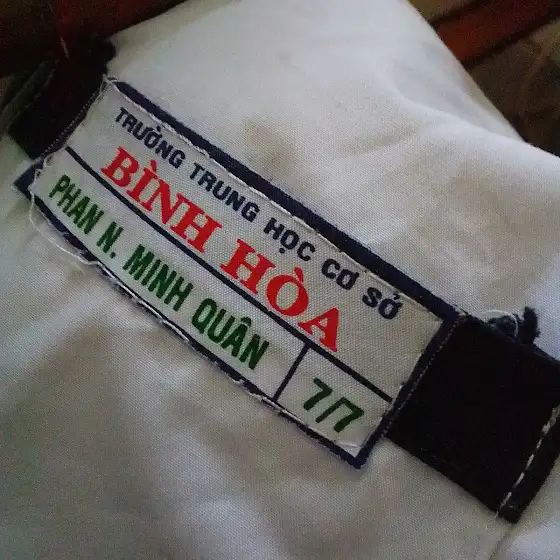 TRƯỜNG TRUNG HỌC CƠ SỞ
BÌNH HÒA
PHAN N. MINH QUÂN 7/7